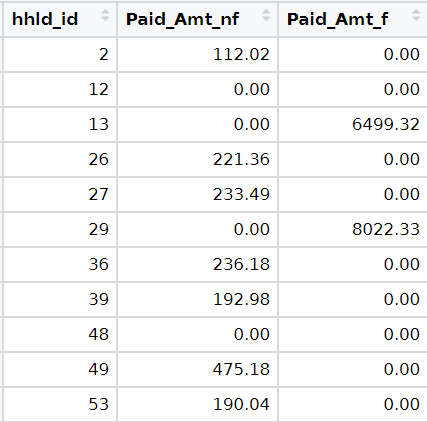 hhld_id Paid_Amt_nf Paid_Amt_f
2 112.02 0.00
12 0.00 0.00
13 0.00 6499.32
26 221.36 0.00
27 233.49 0.00
29 0.00 8022.33
36 236.18 0.00
39 192.98 0.00
48 0.00 0.00
49 475.18 0.00
53 190.04 0.00